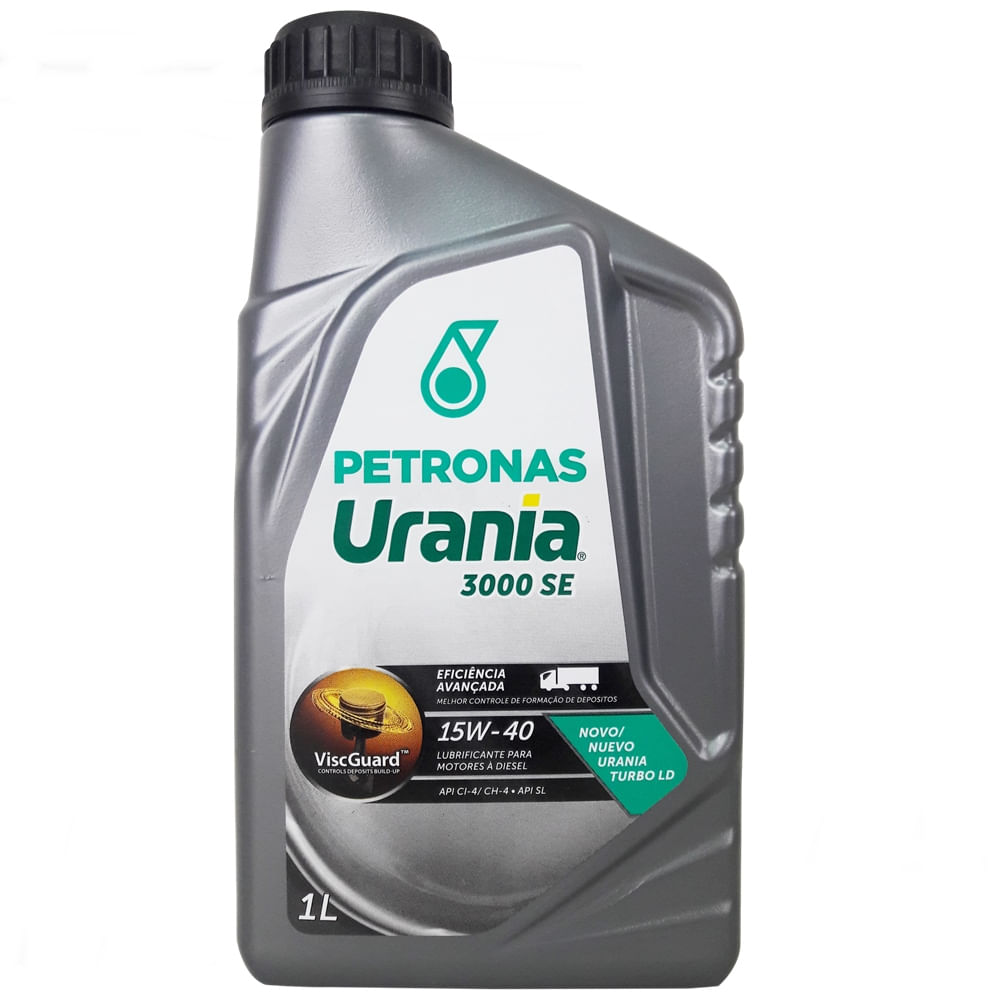 PETRONAS
Urania®
3000 SE
EFICIÊNCIA
AVANÇADA
MELHOR CONTROLE DE FORMAÇÃO DE DEPOSITOS
15W-40
LUBRIFICANTE PARA
MOTORES À DIESEL
API CI-4/ CH-4 • API SL
NOVO/
NUEVO
URANIA
TURBO LD
ViscGuard™
CONTROLS DEPOSITS BUILD-UP
1L